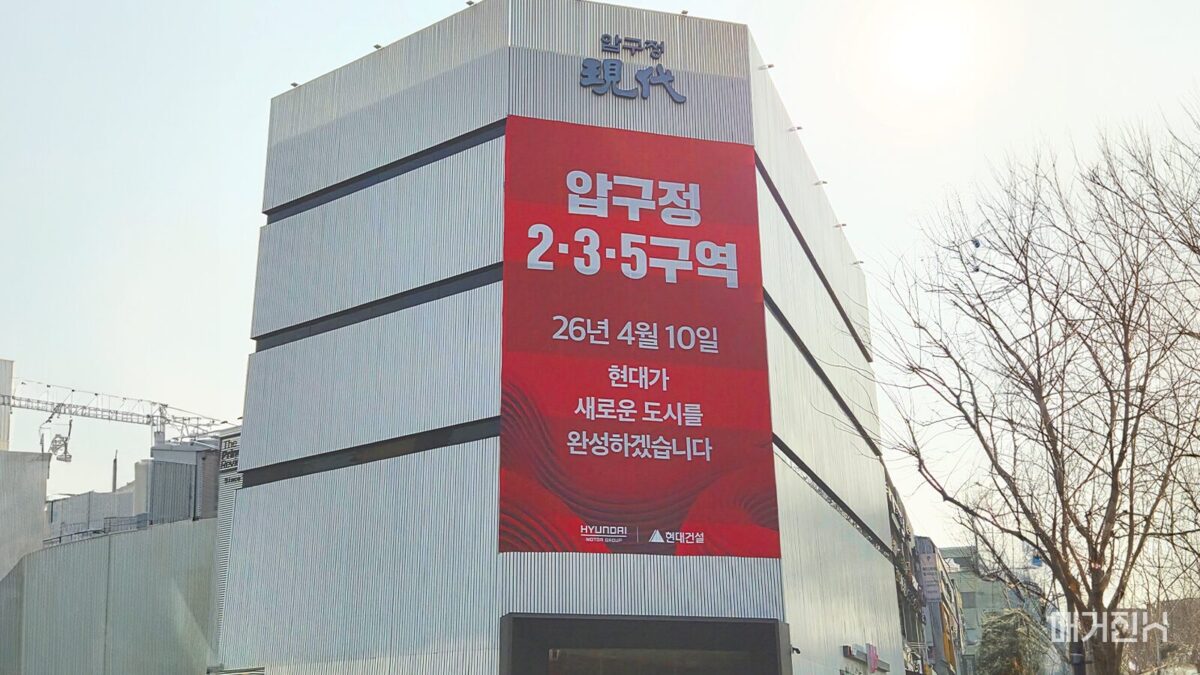 압구정
現代
압구정
2·3·5구역
26년 4월 10일
현대가
새로운 도시를
완성하겠습니다
HYUNDAI
MOTOR GROUP
현대건설
The
매거진